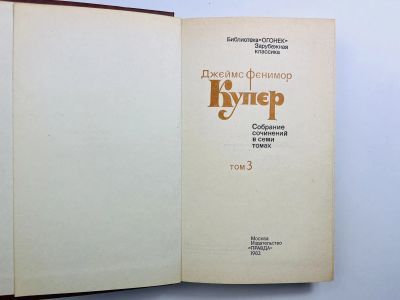 Библиотека «ОГОНЕК»
Зарубежная
классика
Джеймс Фенимор
Купер
Собрание
сочинений
в семи
томах
том 3
Москва
Издательство
«ПРАВДА»
1982